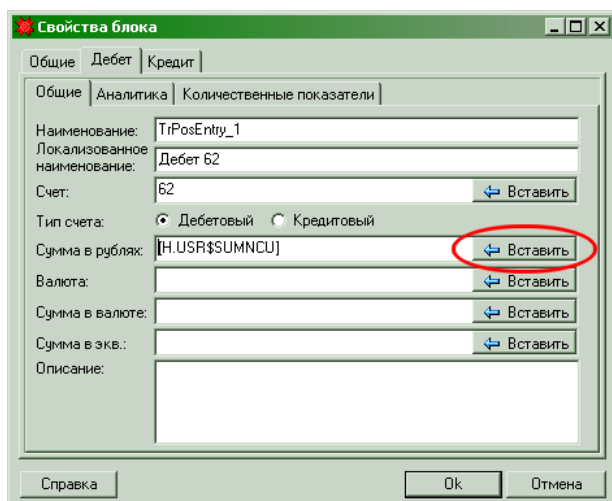 Свойства блока
Общие Дебет Кредит
Общие Аналитика Количественные показатели
Наименование: TrPosEntry_1
Локализованное наименование: Дебет 62
Счет: 62 Вставить
Тип счета: Дебетовый Кредитовый
Сумма в рублях: [H.USR$SUMNCU] Вставить
Валюта: Вставить
Сумма в валюте: Вставить
Сумма в экв.: Вставить
Описание:
Справка Ok Отмена